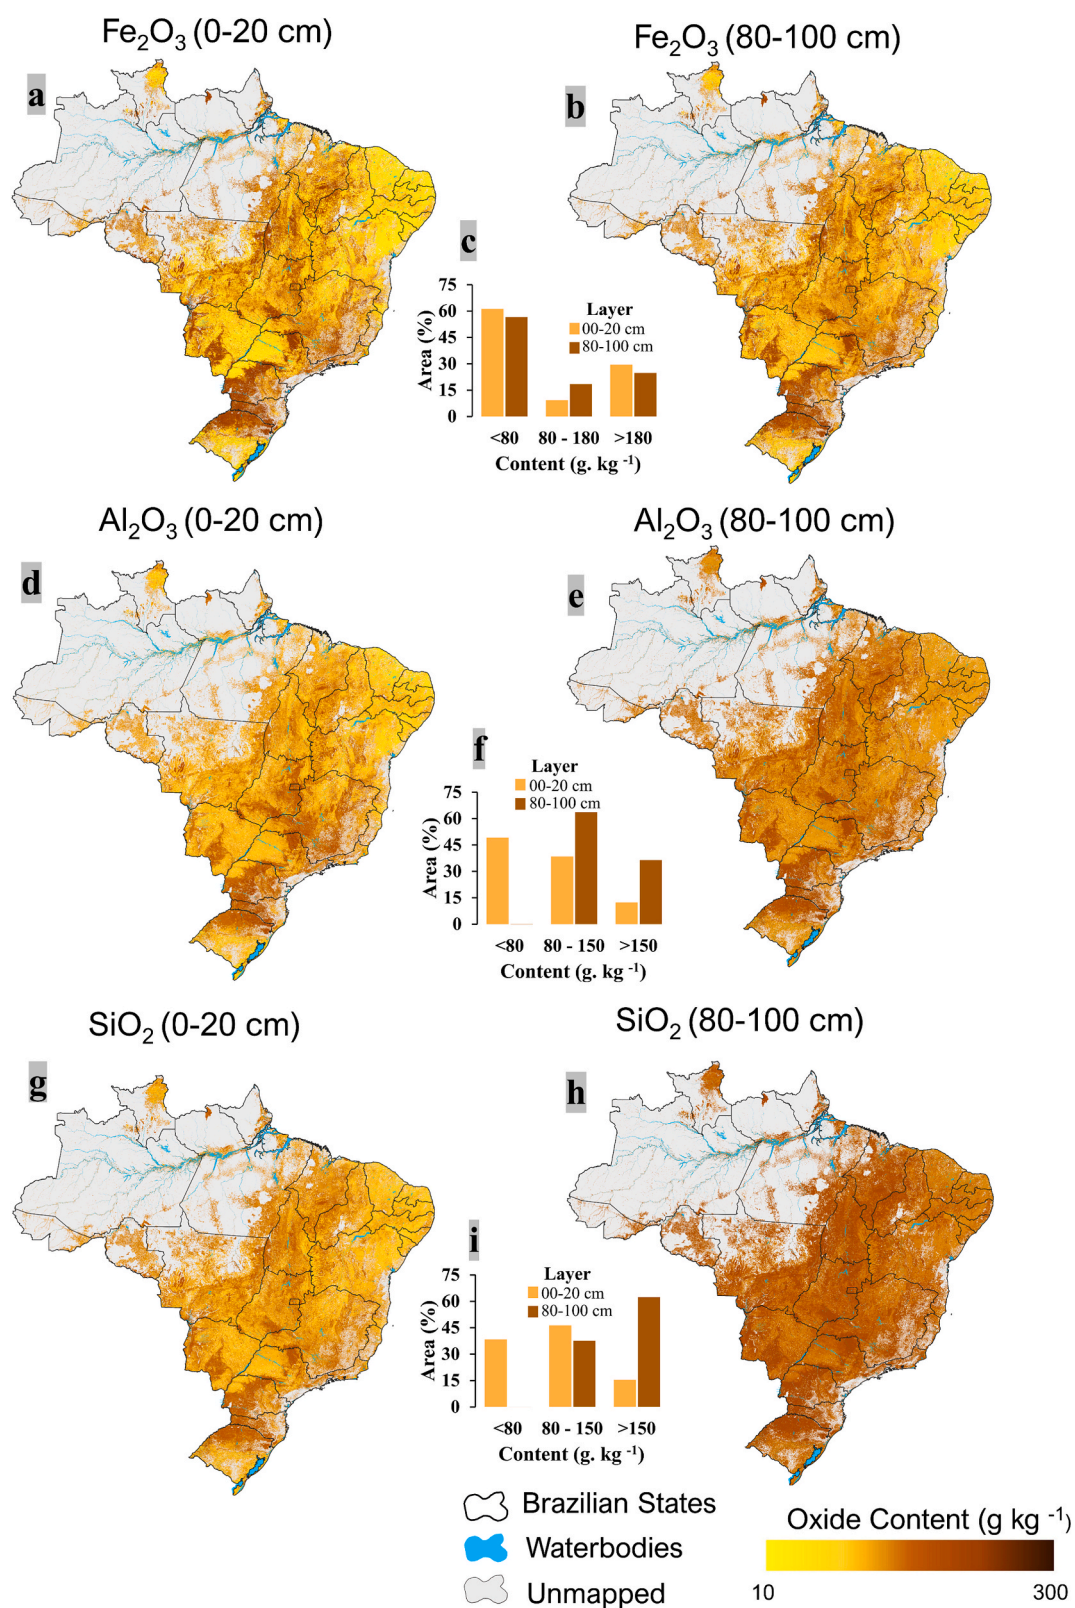 Fe₂O₃ (0-20 cm)
Fe₂O₃ (80-100 cm)
a
b
c
75
60
45
30
15
0
Area (%)
Layer
00-20 cm
80-100 cm
<80 80 - 180 >180
Content (g. kg ⁻¹)
Al₂O₃ (0-20 cm)
Al₂O₃ (80-100 cm)
d
e
f
Layer
00-20 cm
80-100 cm
75
60
45
30
15
0
Area (%)
<80 80 - 150 >150
Content (g. kg ⁻¹)
SiO₂ (0-20 cm)
SiO₂ (80-100 cm)
g
h
i
75
60
45
30
15
0
Area (%)
Layer
00-20 cm
80-100 cm
<80 80 - 150 >150
Content (g. kg ⁻¹)
Brazilian States
Waterbodies
Unmapped
Oxide Content (g kg ⁻¹)
10 300